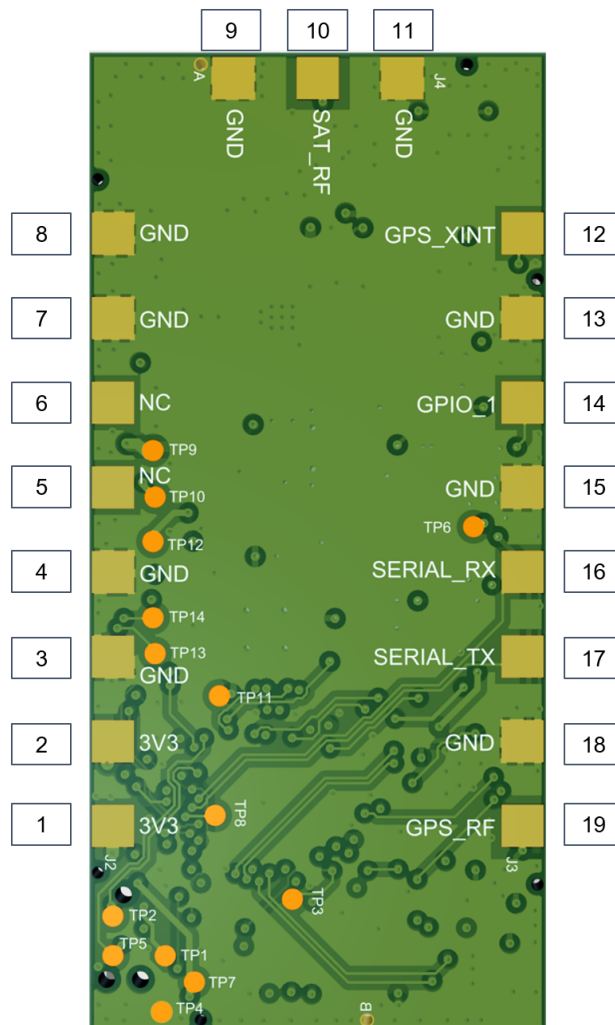 9 10 11
A J4
GND SAT_RF GND
8 GND GPS_XINT 12
7 GND GND 13
6 NC GPIO_1 14
TP9
5 NC GND 15
TP10
TP6
TP12
4 GND SERIAL_RX 16
TP14
TP13
3 GND SERIAL_TX 17
TP11
2 3V3 GND 18
TP8
1 3V3 GPS_RF 19
J2 J3
TP3
TP2
TP5 TP1
TP7
TP4
B